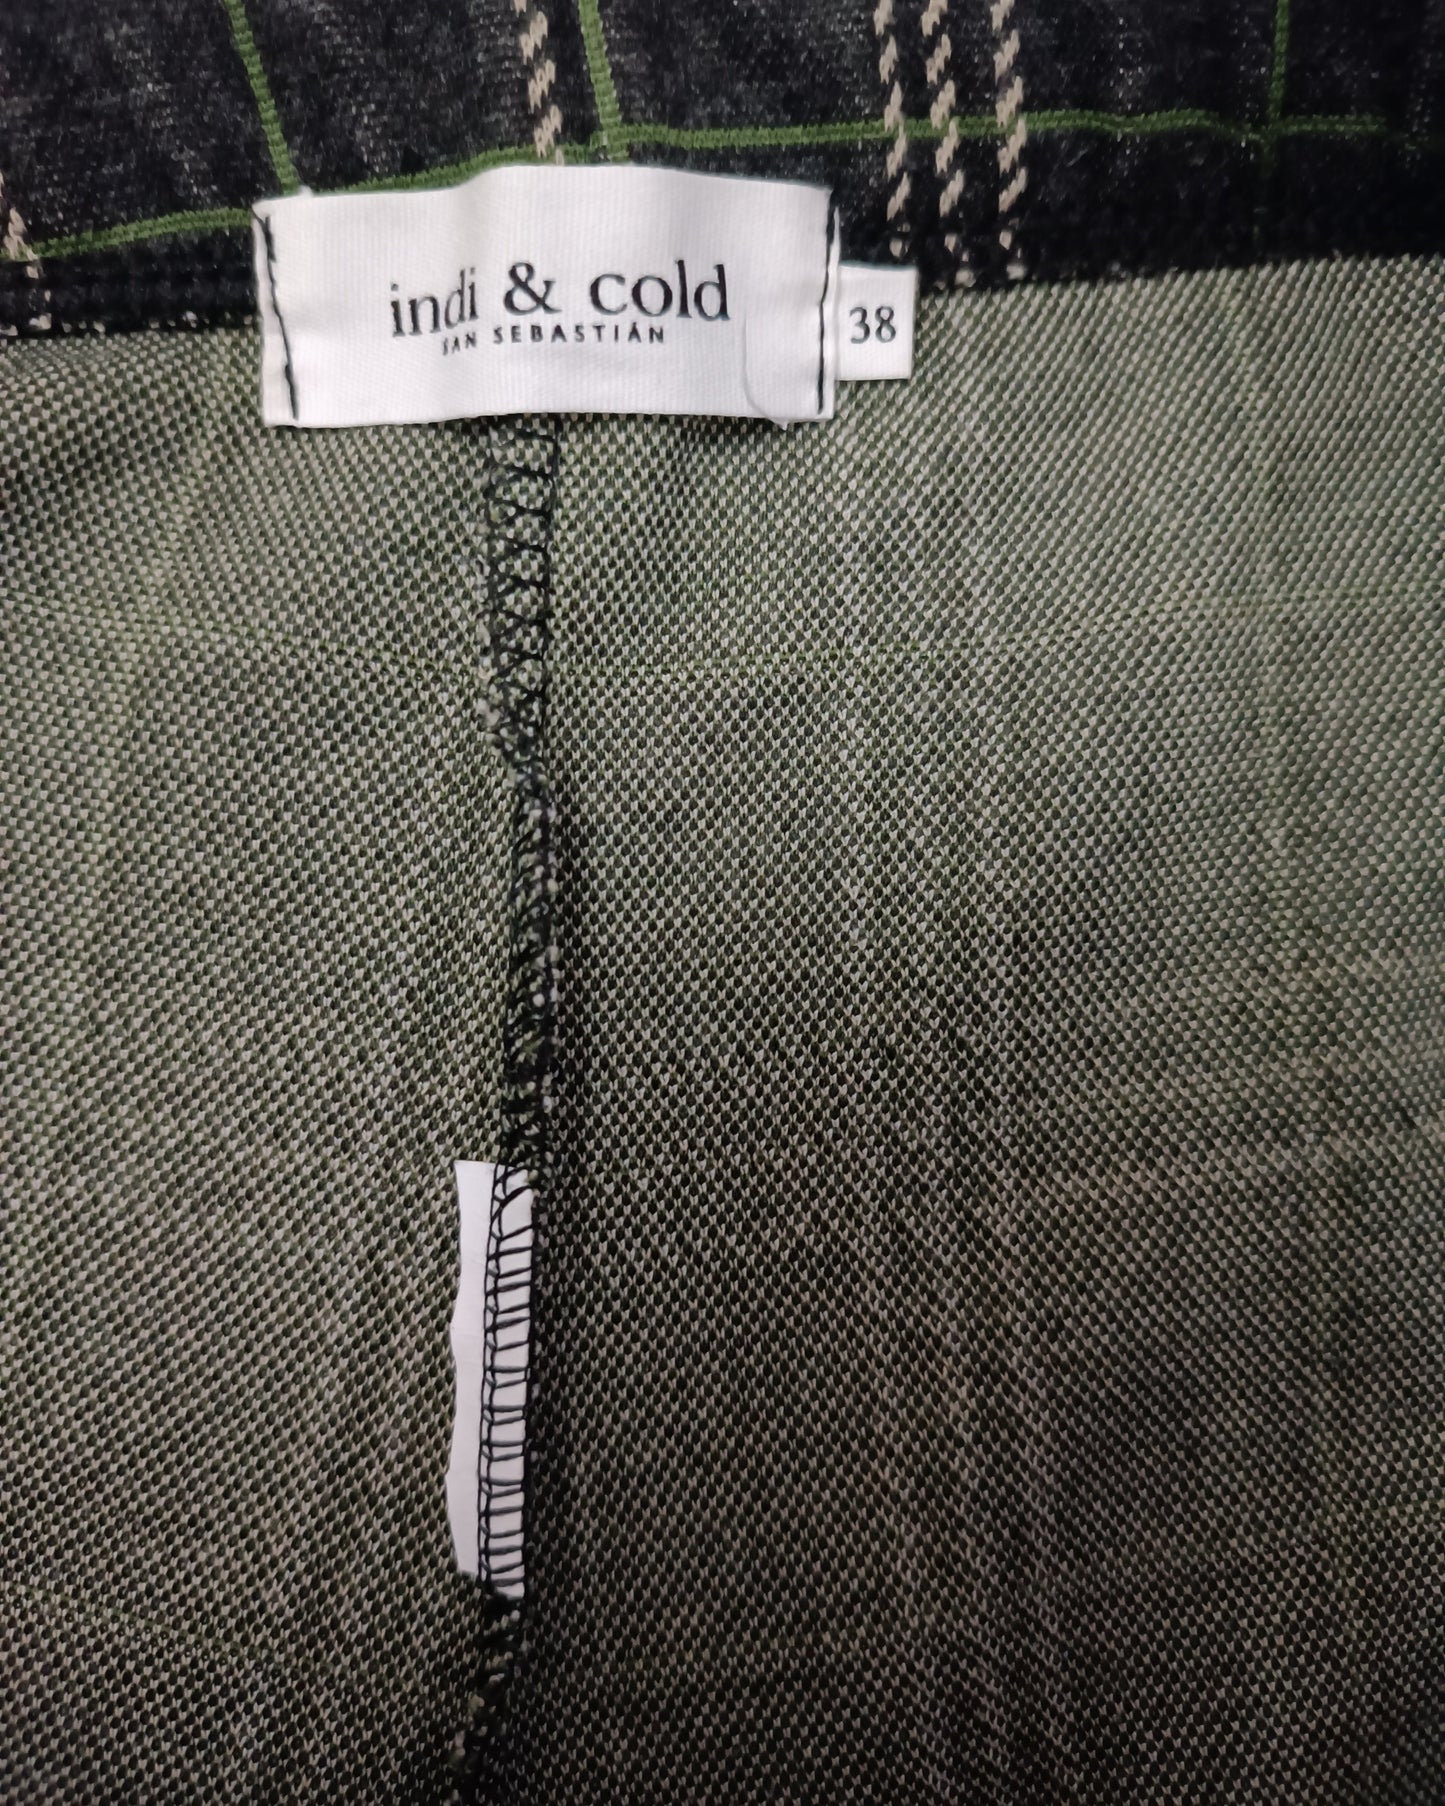 indi & cold
SAN SEBASTIÁN
38